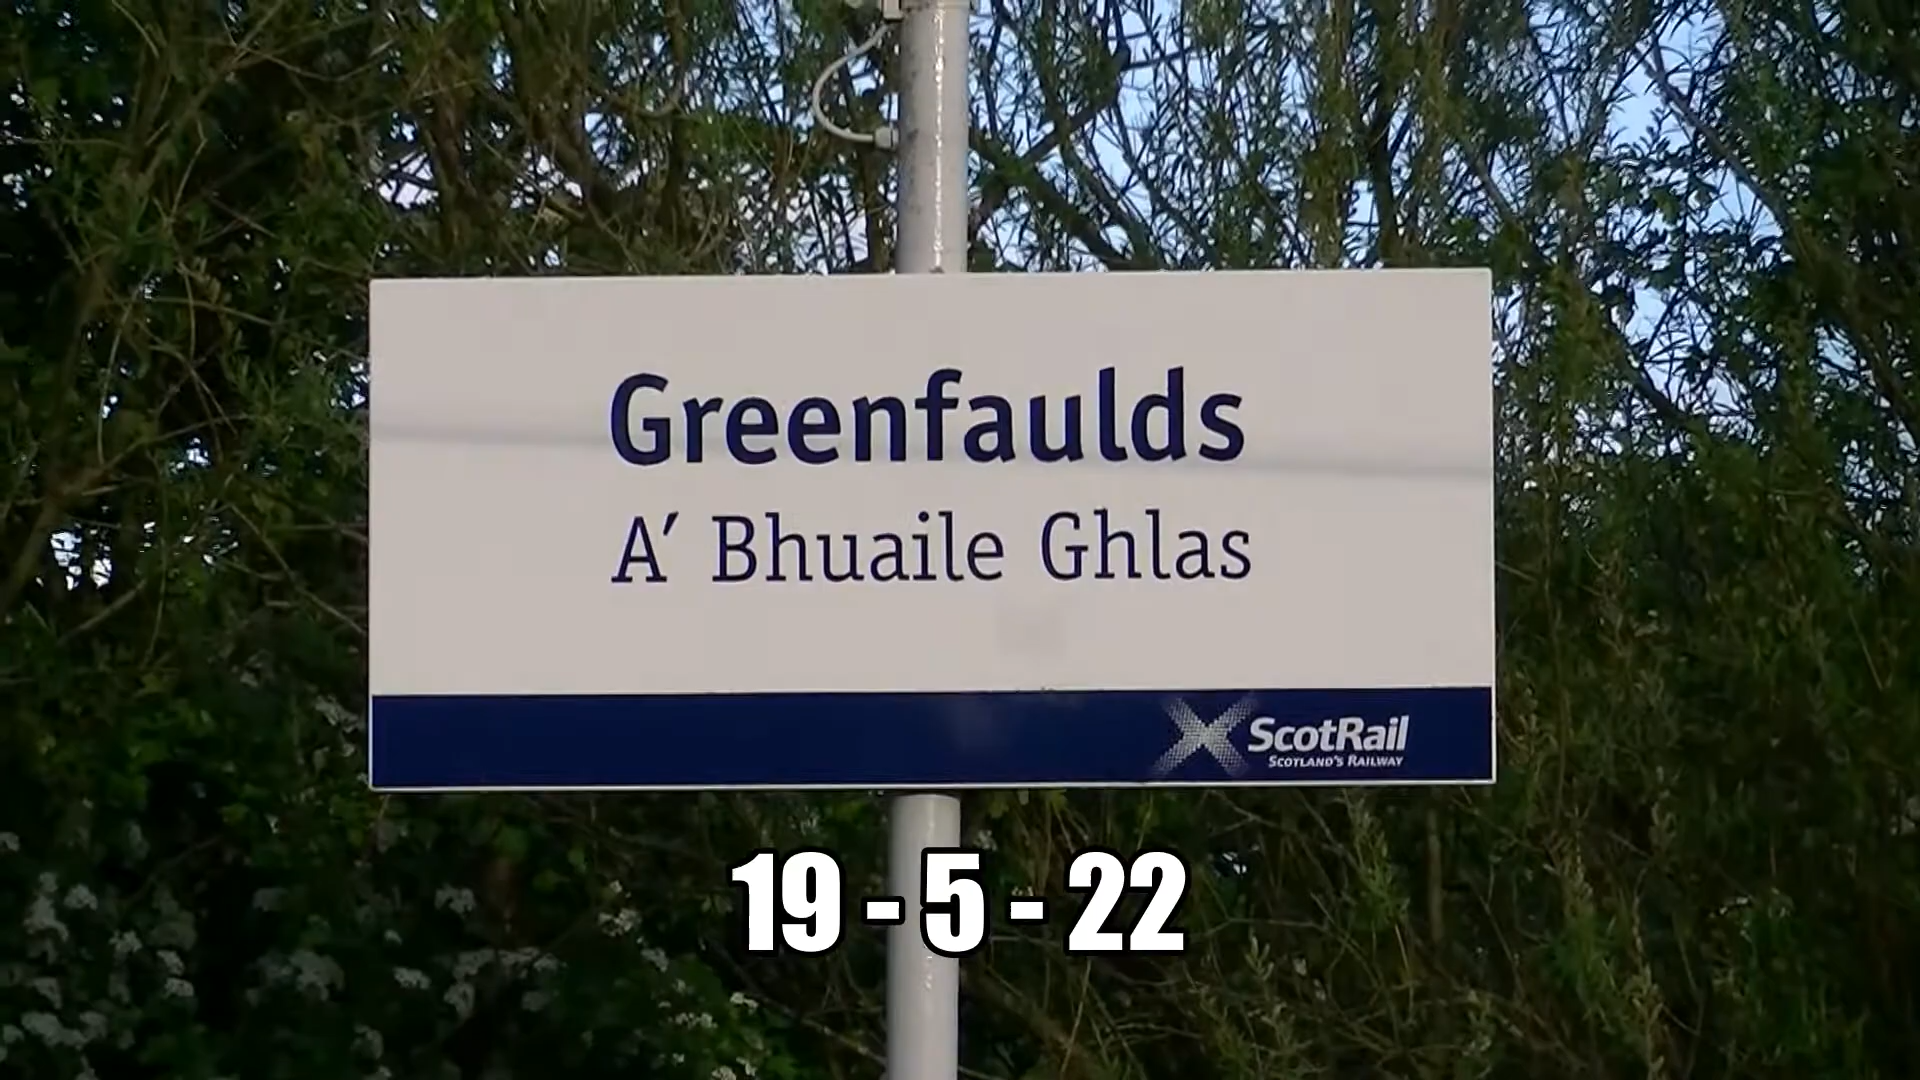 Greenfaulds
A′ Bhuaile Ghlas
ScotRail
SCOTLAND'S RAILWAY
19 - 5 - 22